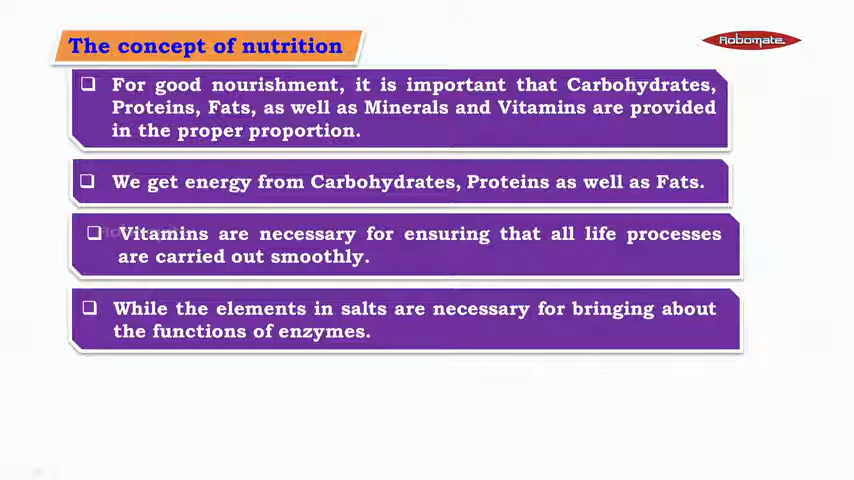 The concept of nutrition
Robomate
For good nourishment, it is important that Carbohydrates,
Proteins, Fats, as well as Minerals and Vitamins are provided
in the proper proportion.
We get energy from Carbohydrates, Proteins as well as Fats.
Vitamins are necessary for ensuring that all life processes
are carried out smoothly.
While the elements in salts are necessary for bringing about
the functions of enzymes.